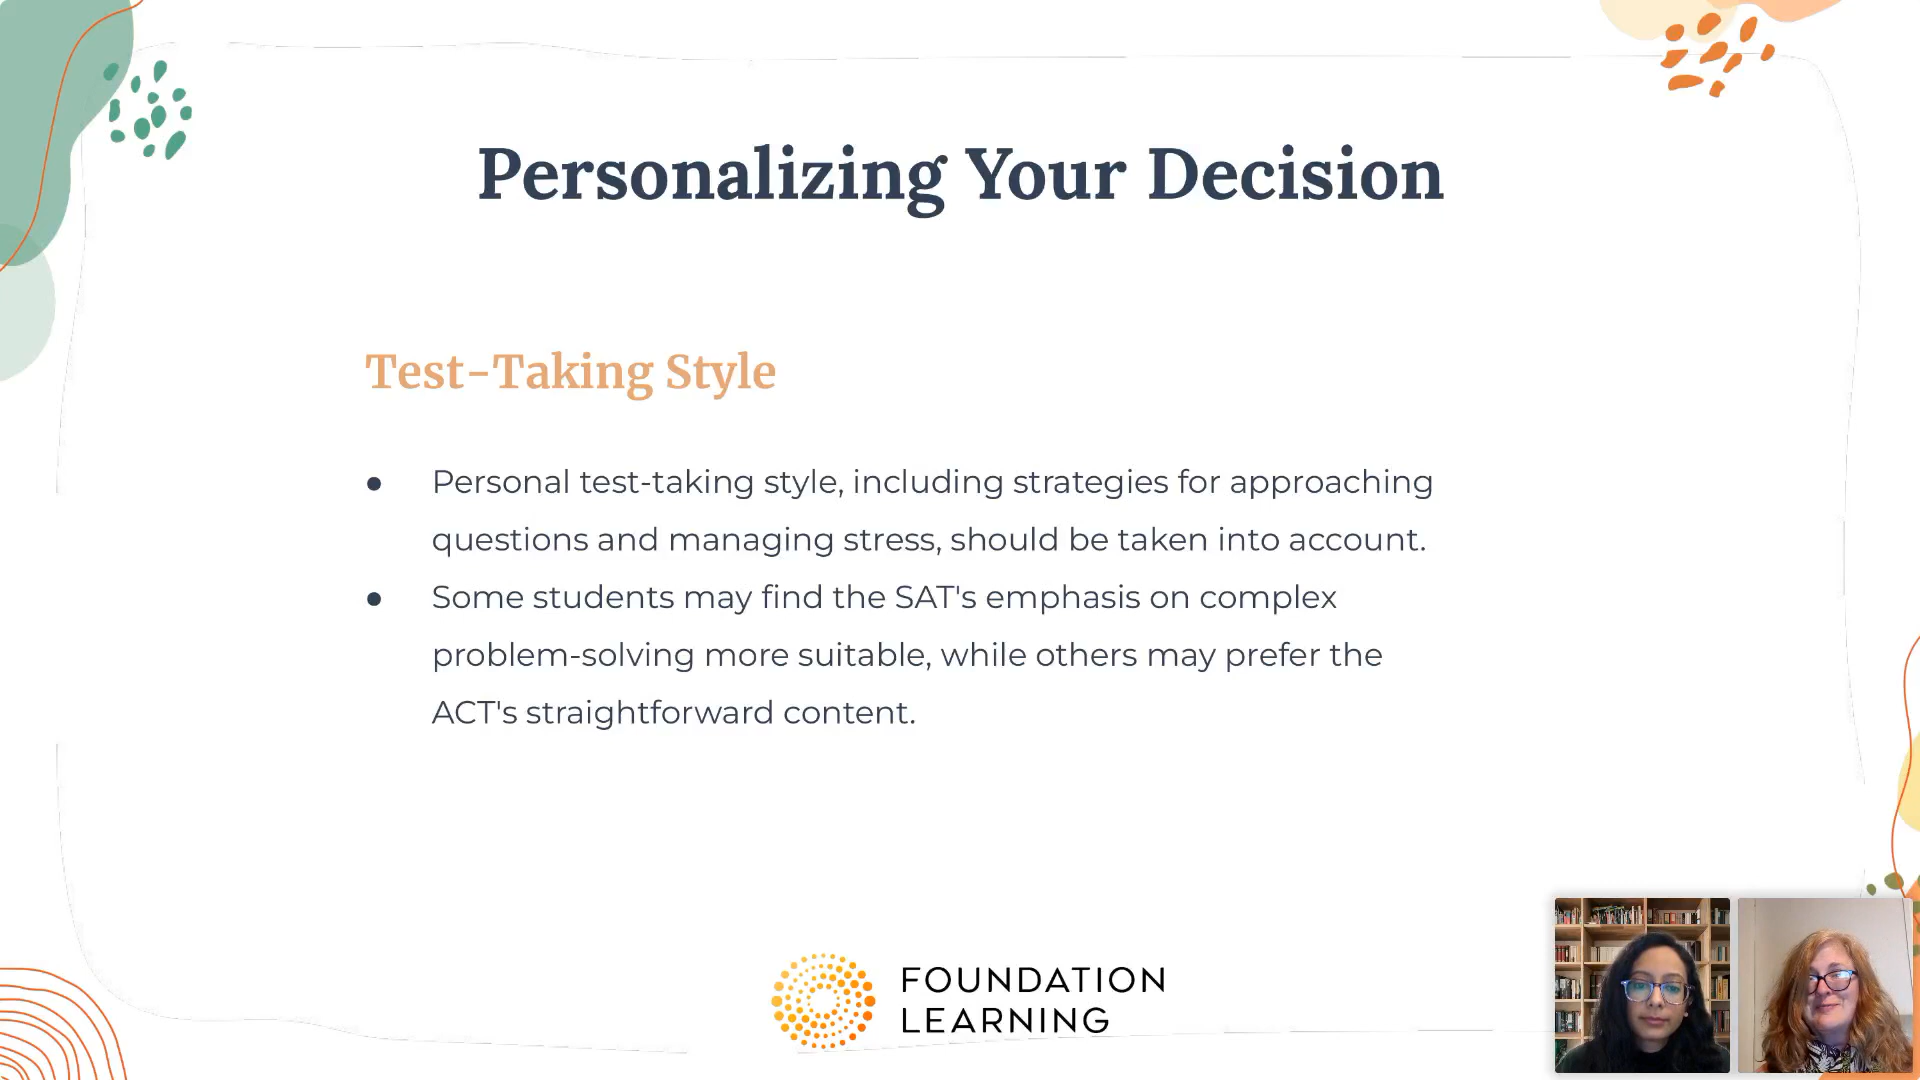 Personalizing Your Decision
Test-Taking Style
● Personal test-taking style, including strategies for approaching
questions and managing stress, should be taken into account.
● Some students may find the SAT's emphasis on complex
problem-solving more suitable, while others may prefer the
ACT's straightforward content.
FOUNDATION
LEARNING